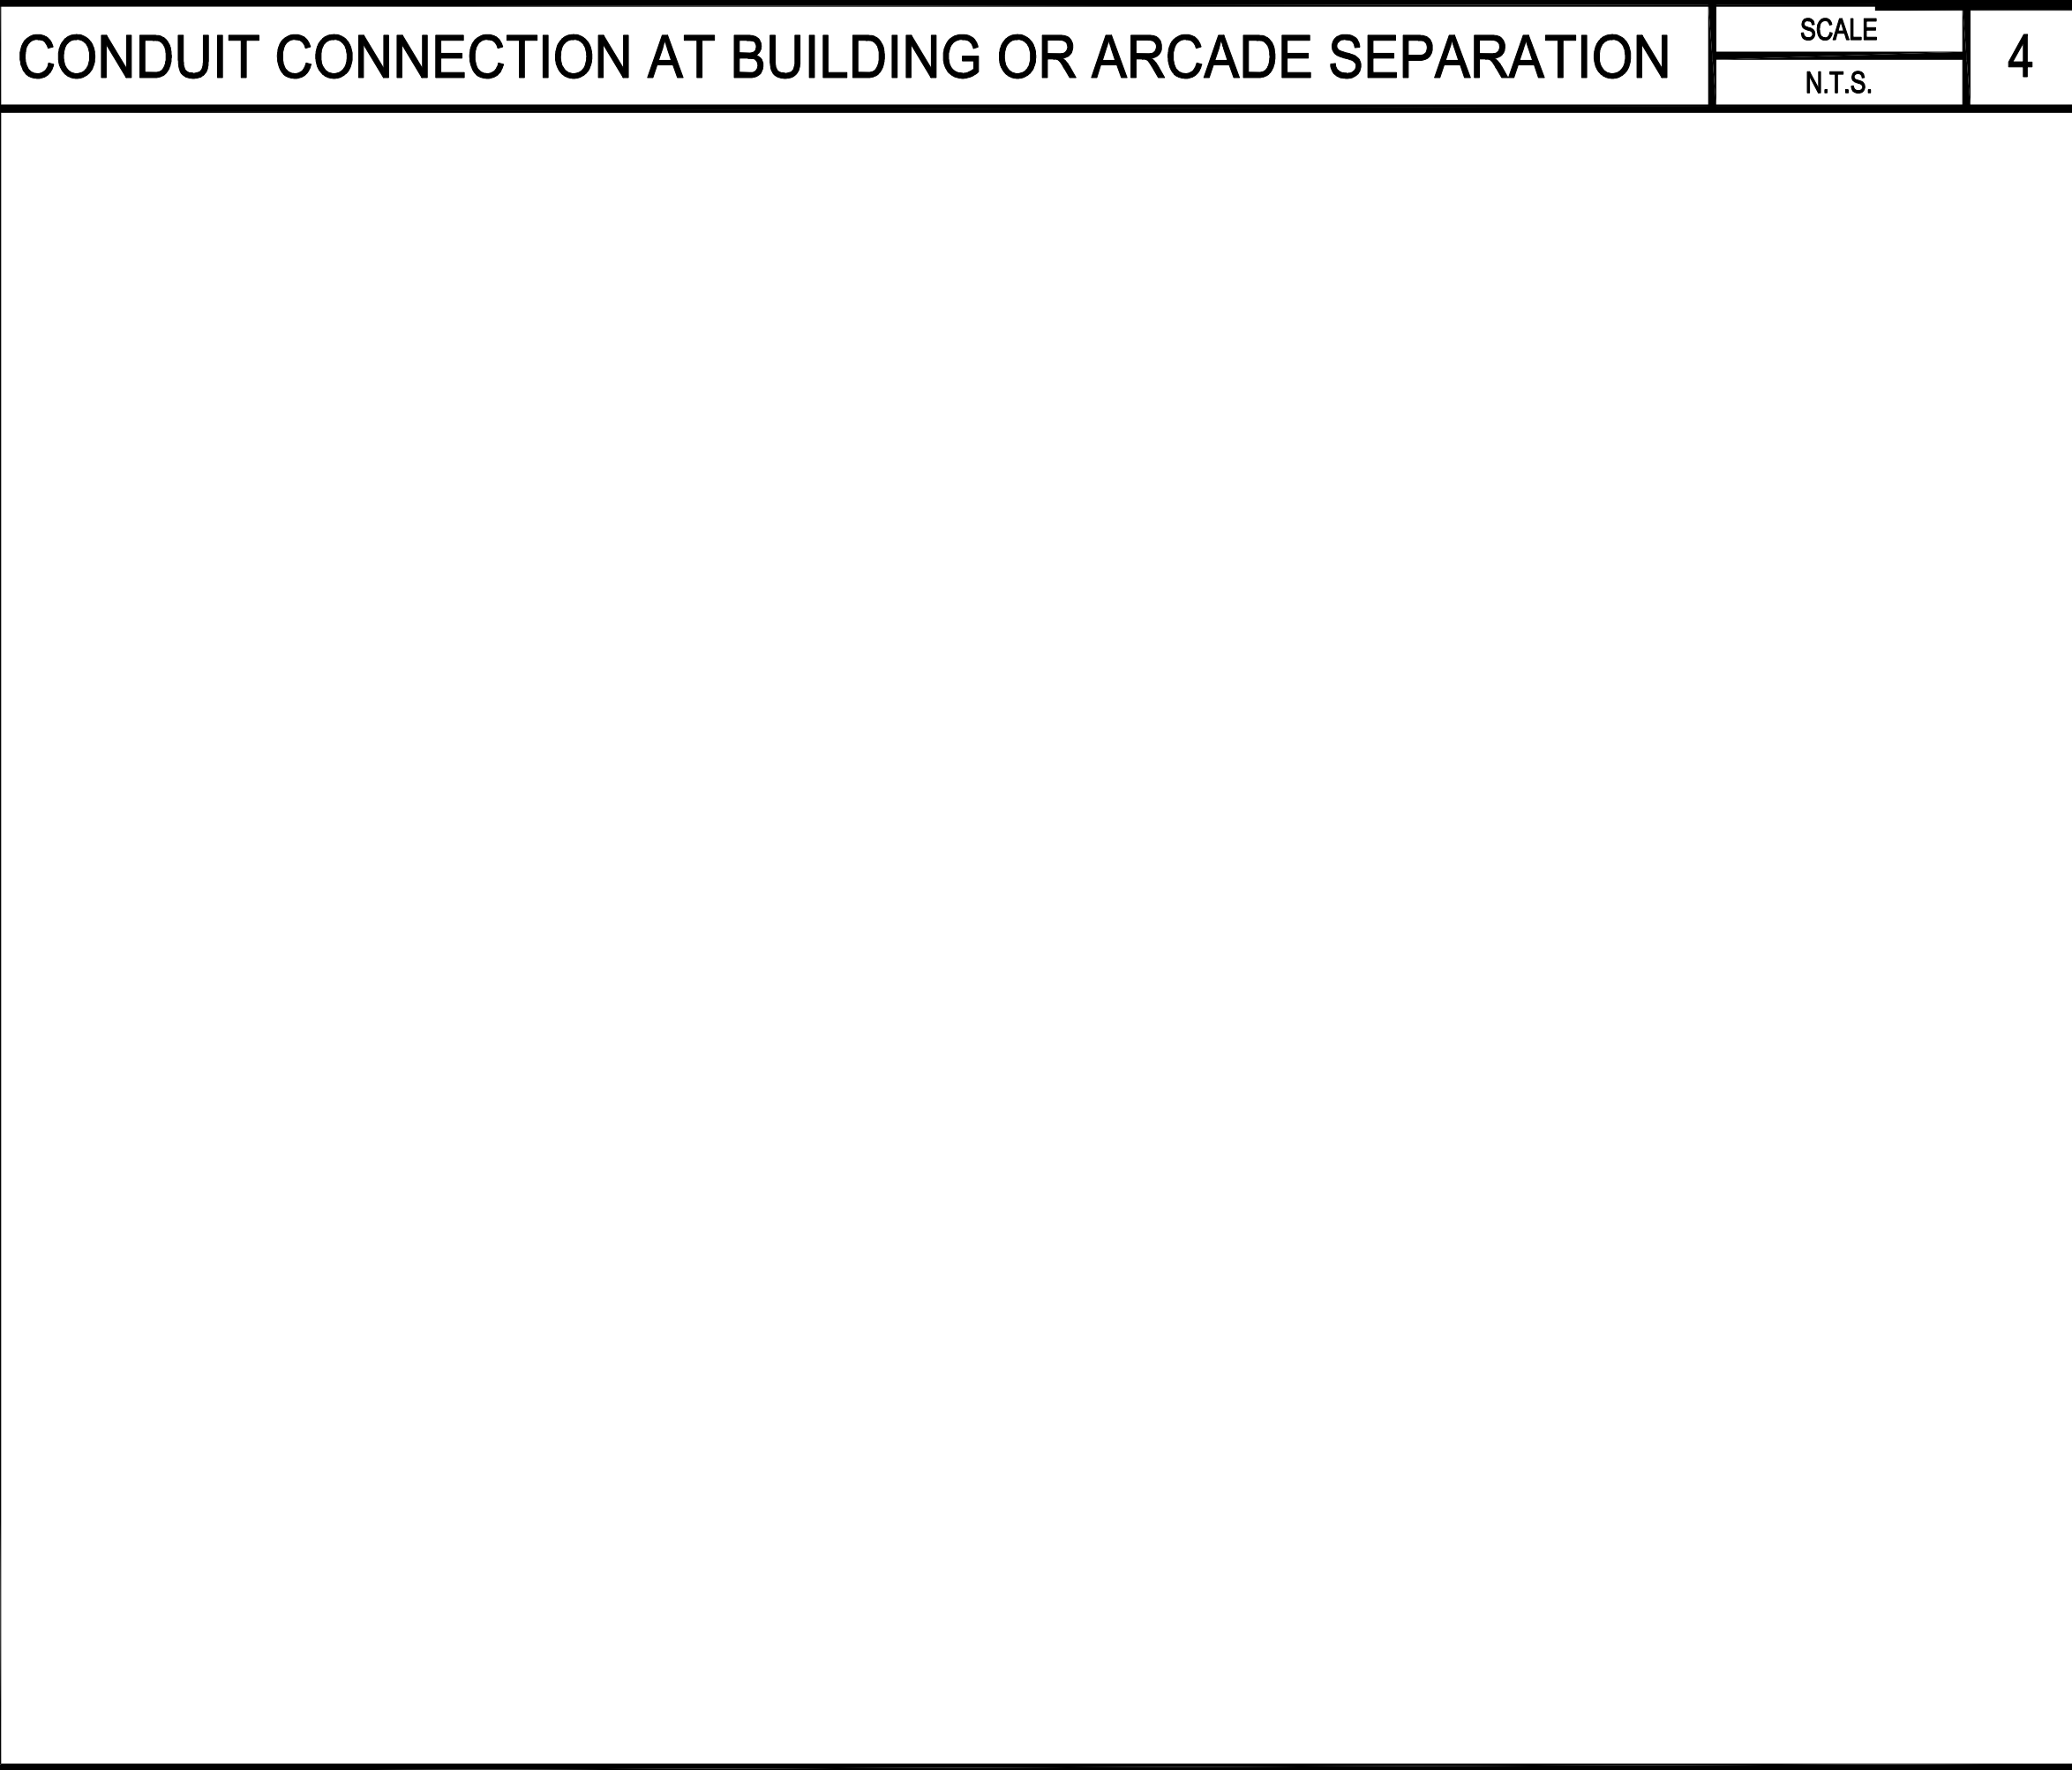 CONDUIT CONNECTION AT BUILDING OR ARCADE SEPARATION
SCALE
N.T.S.
4